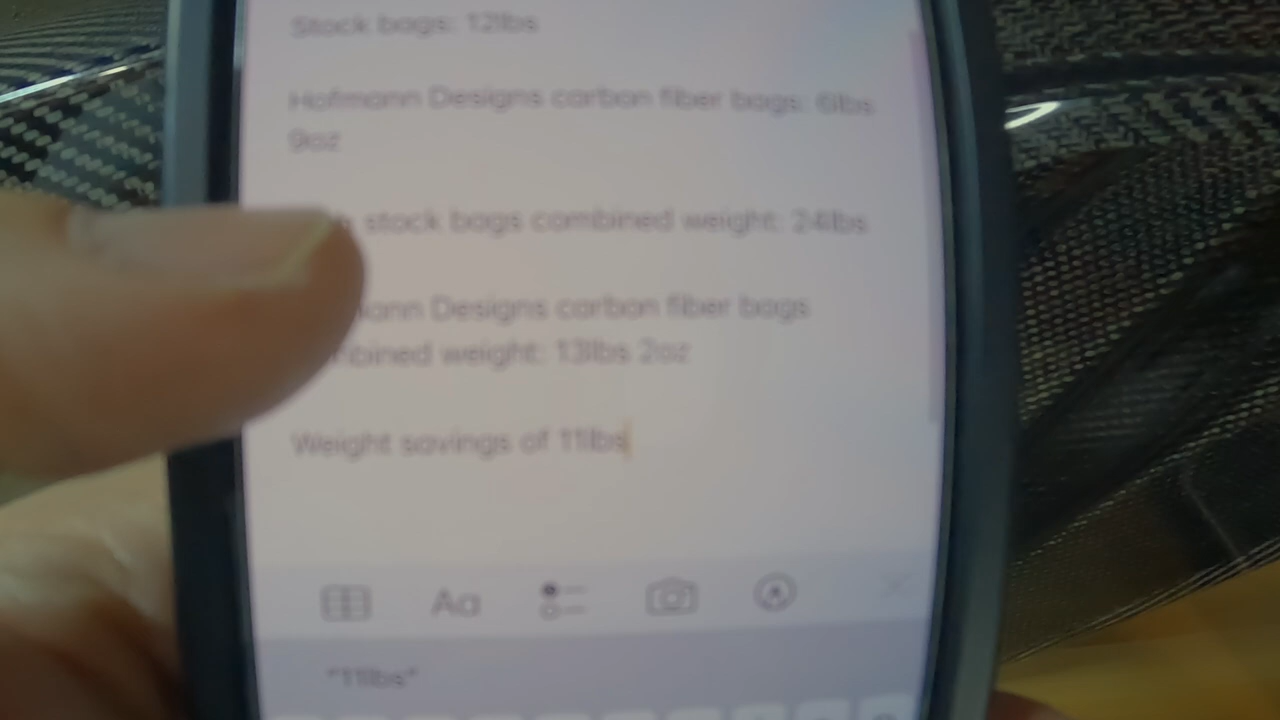 Stock bags: 12lbs
Hofmann Designs carbon fiber bags: 6lbs
9oz
stock bags combined weight: 24lbs
Designs carbon fiber bags
weight: 13lbs 2oz
Weight savings of 11lbs
Aa
"11lbs"